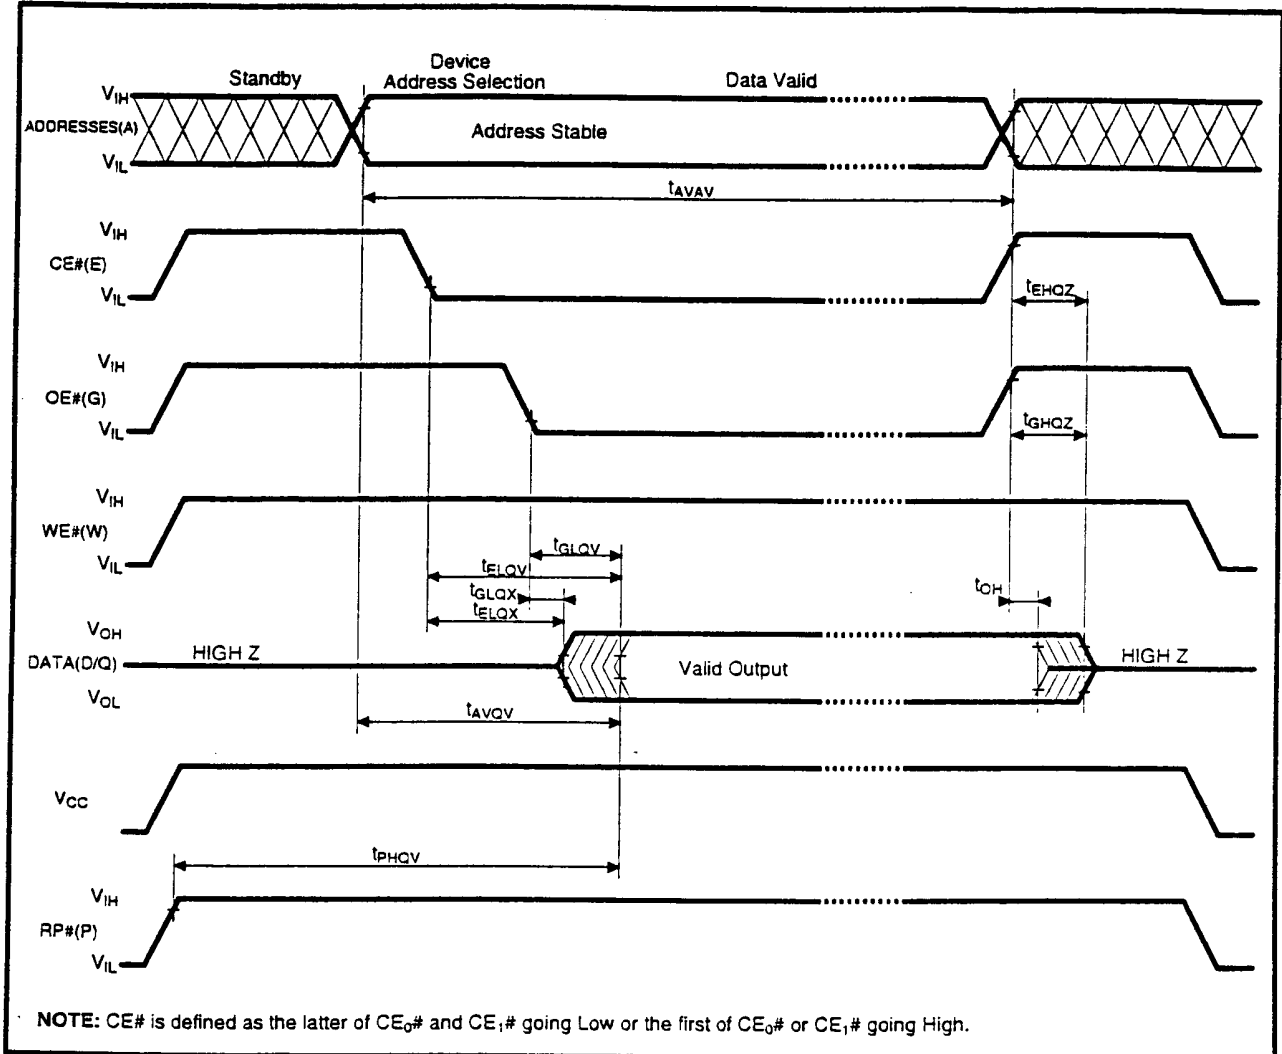 Standby
Device
Address Selection
Data Valid
VIH
ADDRESSES(A)
VIL
Address Stable
tAVAV
VIH
CE#(E)
VIL
tEHQZ
VIH
OE#(G)
VIL
tGHQZ
VIH
WE#(W)
VIL
tGLQV
tELQV
tGLQX
tELQX
tOH
VOH
DATA(D/Q)
VOL
HIGH Z
Valid Output
HIGH Z
tAVQV
VCC
tPHQV
VIH
RP#(P)
VIL
NOTE: CE# is defined as the latter of CE0# and CE1# going Low or the first of CE0# or CE1# going High.